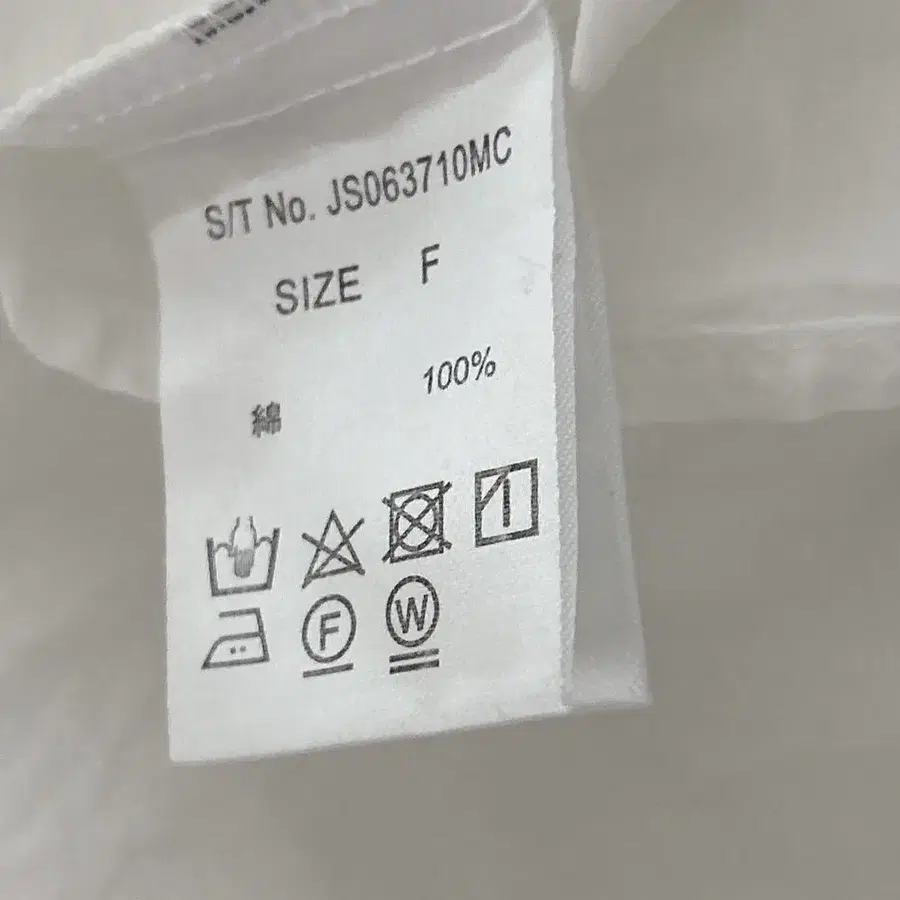 S/T No. JS063710MC
SIZE F
綿 100%
F W